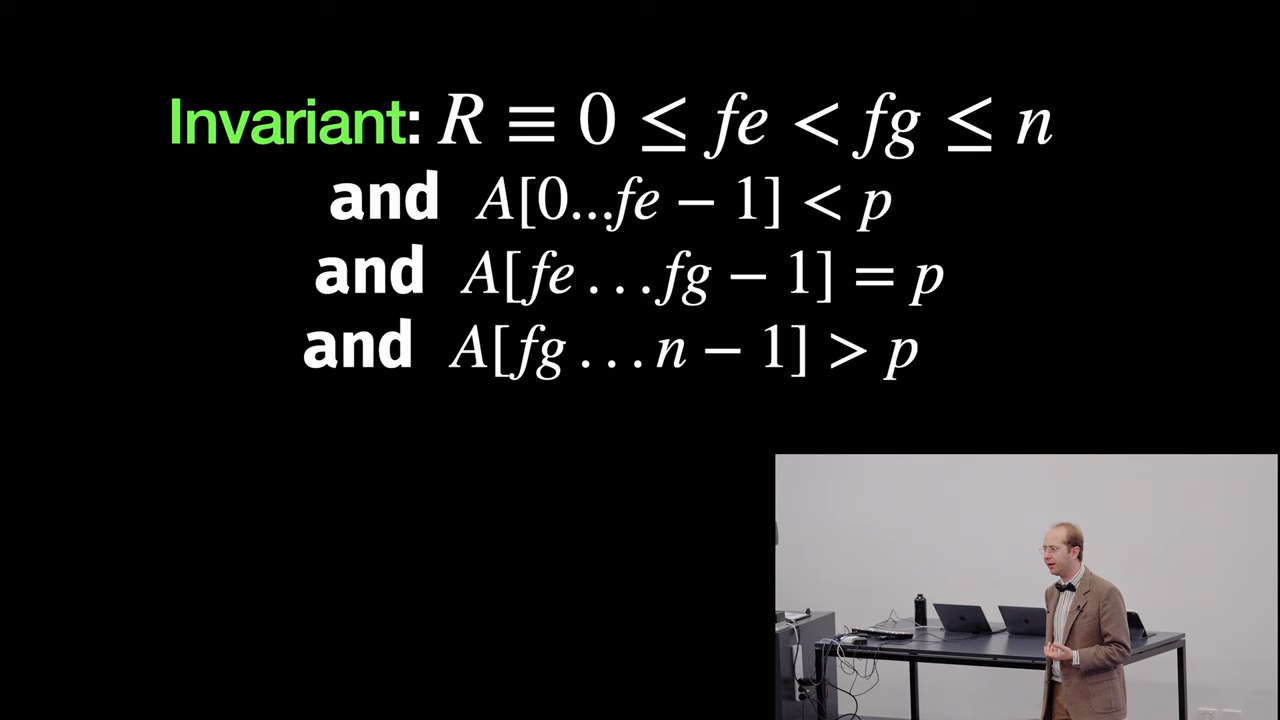 Invariant: R ≡ 0 ≤ fe < fg ≤ n
and A[0...fe − 1] < p
and A[fe . . . fg − 1] = p
and A[fg . . . n − 1] > p